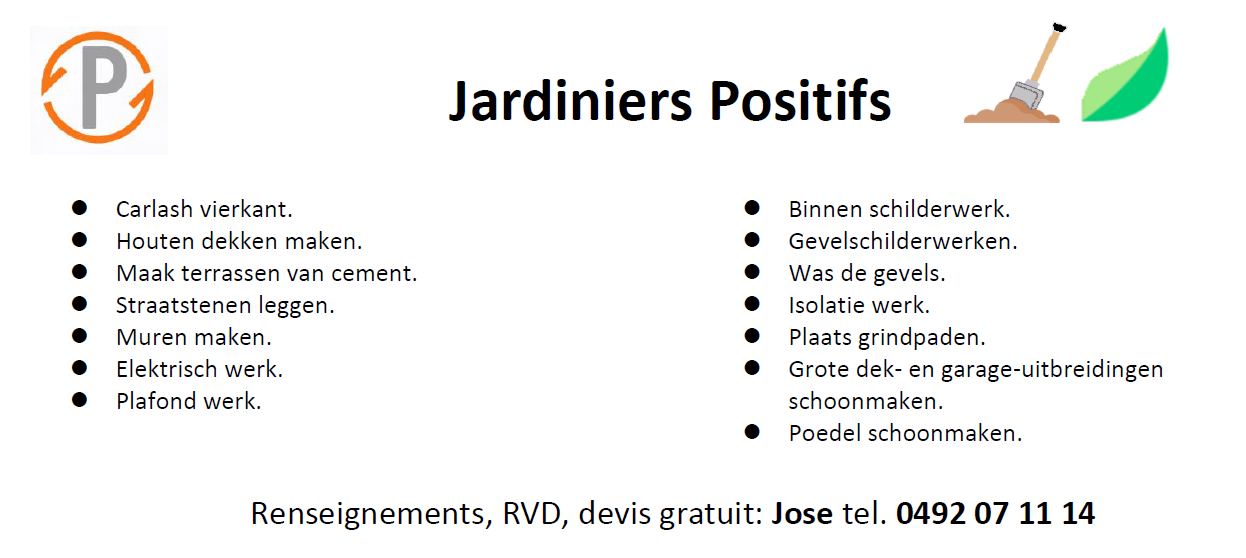 P
Jardiniers Positifs
● Carlash vierkant.
● Houten dekken maken.
● Maak terrassen van cement.
● Straatstenen leggen.
● Muren maken.
● Elektrisch werk.
● Plafond werk.
● Binnen schilderwerk.
● Gevelschilderwerken.
● Was de gevels.
● Isolatie werk.
● Plaats grindpaden.
● Grote dek- en garage-uitbreidingen
schoonmaken.
● Poedel schoonmaken.
Renseignements, RVD, devis gratuit: Jose tel. 0492 07 11 14